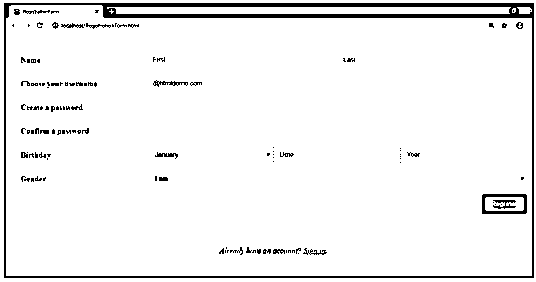 RegistrationForm
localhost/RegistrationForm.html
Name First Last
Choose your username @htmldemo.com
Create a password
Confirm a password
Birthday January Date Year
Gender I am
Register
Already have an account? Sign in